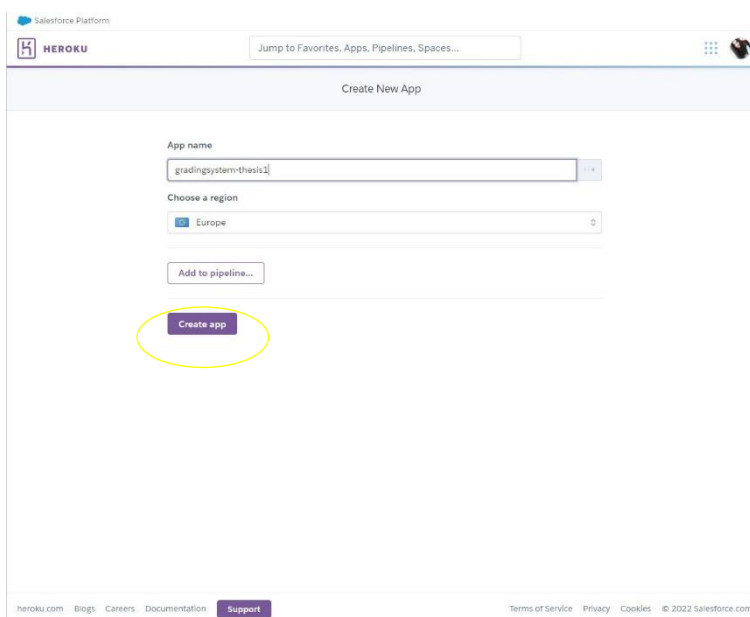 Salesforce Platform
HEROKU
Jump to Favorites, Apps, Pipelines, Spaces...
Create New App
App name
gradingsystem-thesis1
Choose a region
Europe
Add to pipeline...
Create app
heroku.com Blogs Careers Documentation Support Terms of Service Privacy Cookies © 2022 Salesforce.com